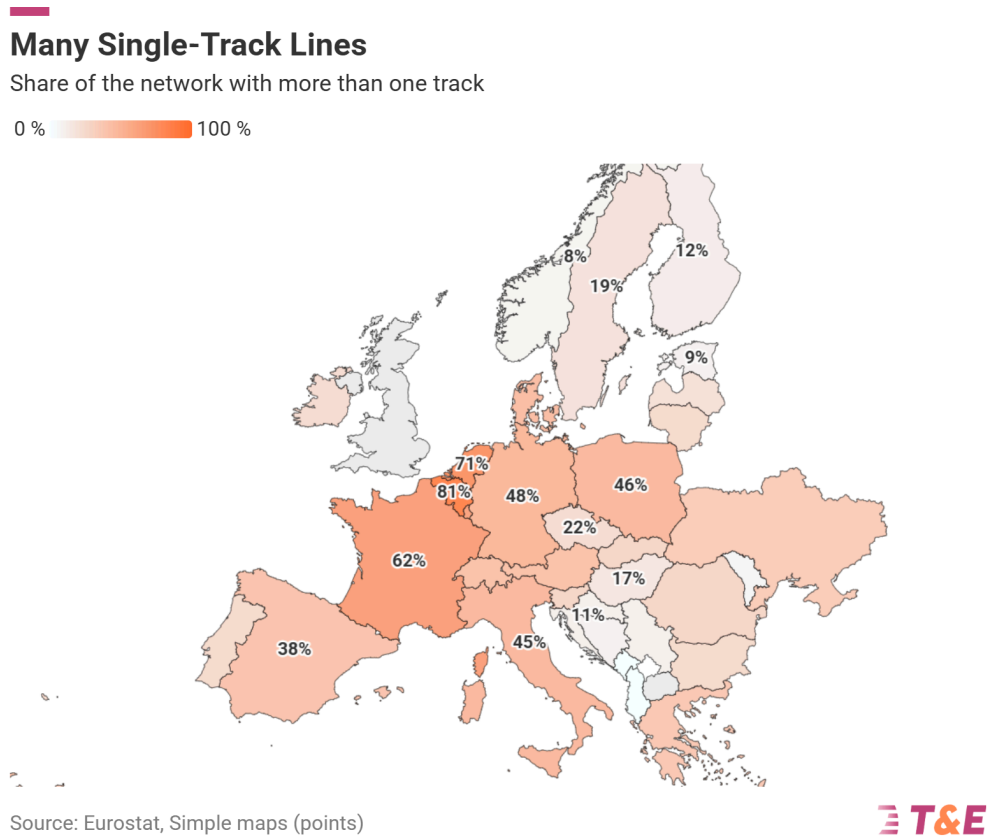 Many Single-Track Lines
Share of the network with more than one track
0 % 100 %
8%
12%
19%
9%
71%
81%
48%
46%
22%
62%
17%
11%
45%
38%
Source: Eurostat, Simple maps (points)
T&E